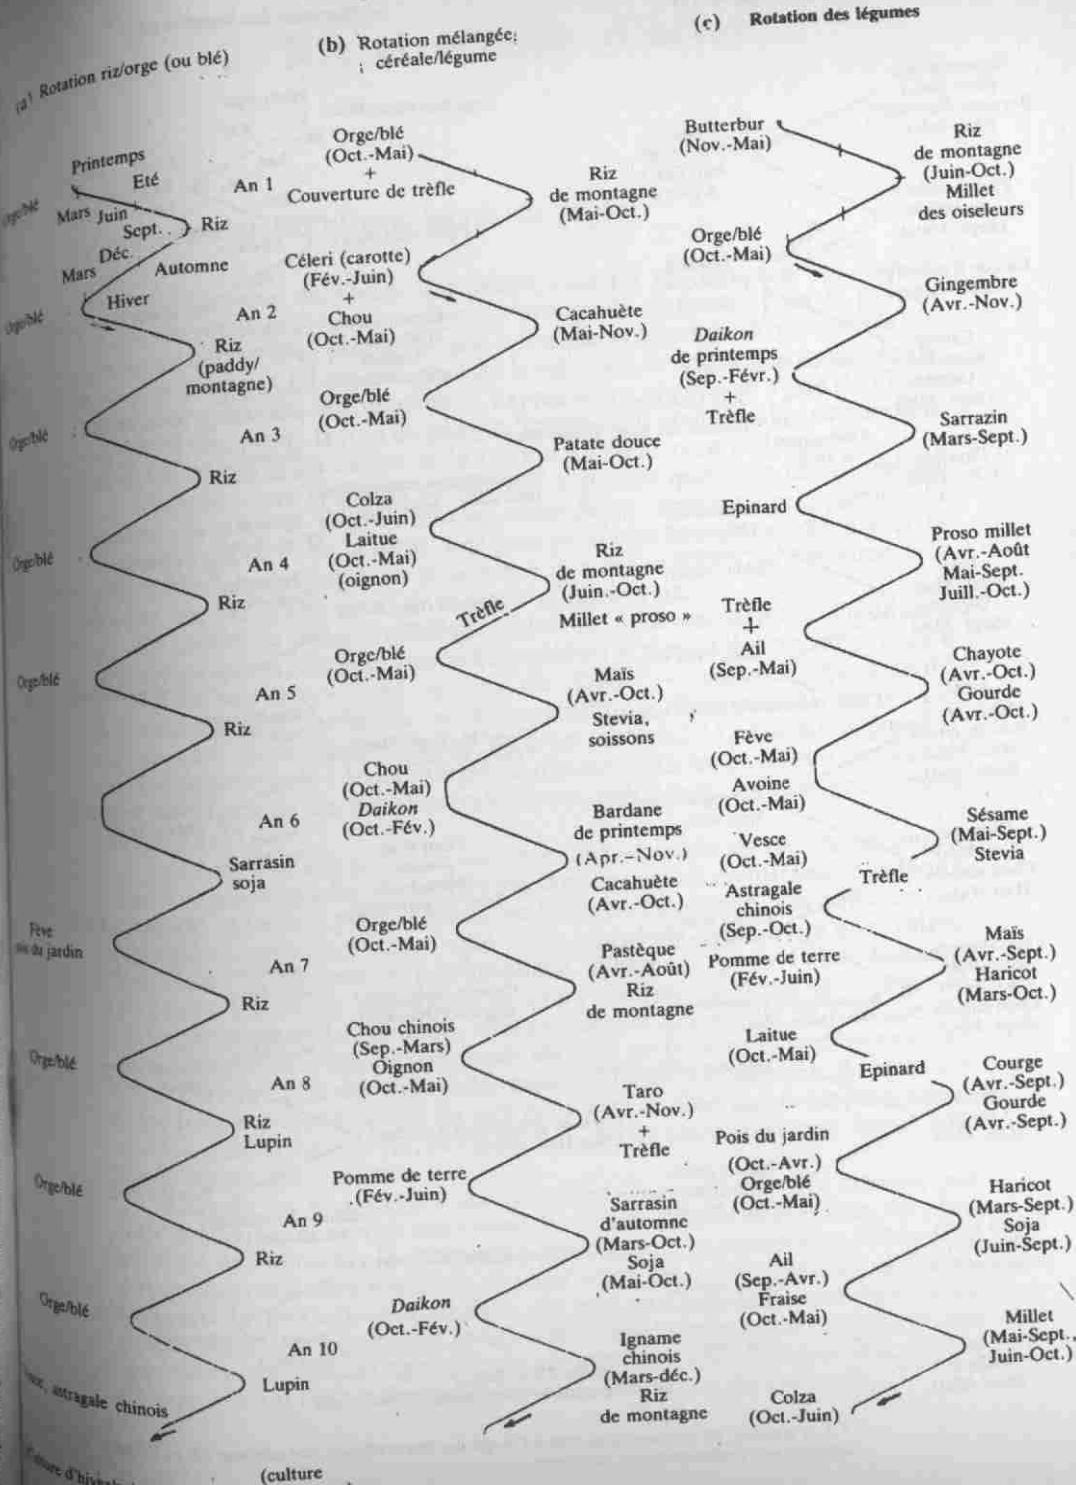 (a) Rotation riz/orge (ou blé)
(b) Rotation mélangée,
céréale/légume
(c) Rotation des légumes
Printemps
Eté
Orge/blé
Mars Juin
Sept.
Riz
Déc.
Mars
Automne
Hiver
Orge/blé
Riz
(paddy/
montagne)
Orge/blé
Riz
Orge/blé
Riz
Orge/blé
Riz
Sarrasin
soja
Fève
du jardin
Riz
Orge/blé
Riz
Lupin
Orge/blé
Riz
Orge/blé
Lupin
astragale chinois
(culture
An 1
An 2
An 3
An 4
An 5
An 6
An 7
An 8
An 9
An 10
Orge/blé
(Oct.-Mai)
+
Couverture de trèfle
Céleri (carotte)
(Fév.-Juin)
+
Chou
(Oct.-Mai)
Orge/blé
(Oct.-Mai)
Colza
(Oct.-Juin)
Laitue
(Oct.-Mai)
(oignon)
Trèfle
Orge/blé
(Oct.-Mai)
Chou
(Oct.-Mai)
Daikon
(Oct.-Fév.)
Orge/blé
(Oct.-Mai)
Chou chinois
(Sep.-Mars)
Oignon
(Oct.-Mai)
Pomme de terre
(Fév.-Juin)
Daikon
(Oct.-Fév.)
Riz
de montagne
(Mai-Oct.)
Cacahuète
(Mai-Nov.)
Patate douce
(Mai-Oct.)
Riz
de montagne
(Juin.-Oct.)
Millet « proso »
Maïs
(Avr.-Oct.)
Stevia,
soissons
Bardane
de printemps
(Apr.-Nov.)
Cacahuète
(Avr.-Oct.)
Pastèque
(Avr.-Août)
Riz
de montagne
Taro
(Avr.-Nov.)
+
Trèfle
Sarrasin
d'automne
(Mars-Oct.)
Soja
(Mai-Oct.)
Igname
chinois
(Mars-déc.)
Riz
de montagne
Butterbur
(Nov.-Mai)
Orge/blé
(Oct.-Mai)
Daikon
de printemps
(Sep.-Févr.)
+
Trèfle
Epinard
Trèfle
+
Ail
(Sep.-Mai)
Fève
(Oct.-Mai)
Avoine
(Oct.-Mai)
Vesce
(Oct.-Mai)
Astragale
chinois
(Sep.-Oct.)
Pomme de terre
(Fév.-Juin)
Laitue
(Oct.-Mai)
Pois du jardin
(Oct.-Avr.)
Orge/blé
(Oct.-Mai)
Ail
(Sep.-Avr.)
Fraise
(Oct.-Mai)
Colza
(Oct.-Juin)
Riz
de montagne
(Juin-Oct.)
Millet
des oiseleurs
Gingembre
(Avr.-Nov.)
Sarrazin
(Mars-Sept.)
Proso millet
(Avr.-Août
Mai-Sept.
Juill.-Oct.)
Chayote
(Avr.-Oct.)
Gourde
(Avr.-Oct.)
Sésame
(Mai-Sept.)
Stevia
Trèfle
Maïs
(Avr.-Sept.)
Haricot
(Mars-Oct.)
Epinard
Courge
(Avr.-Sept.)
Gourde
(Avr.-Sept.)
Haricot
(Mars-Sept.)
Soja
(Juin-Sept.)
Millet
(Mai-Sept.,
Juin-Oct.)